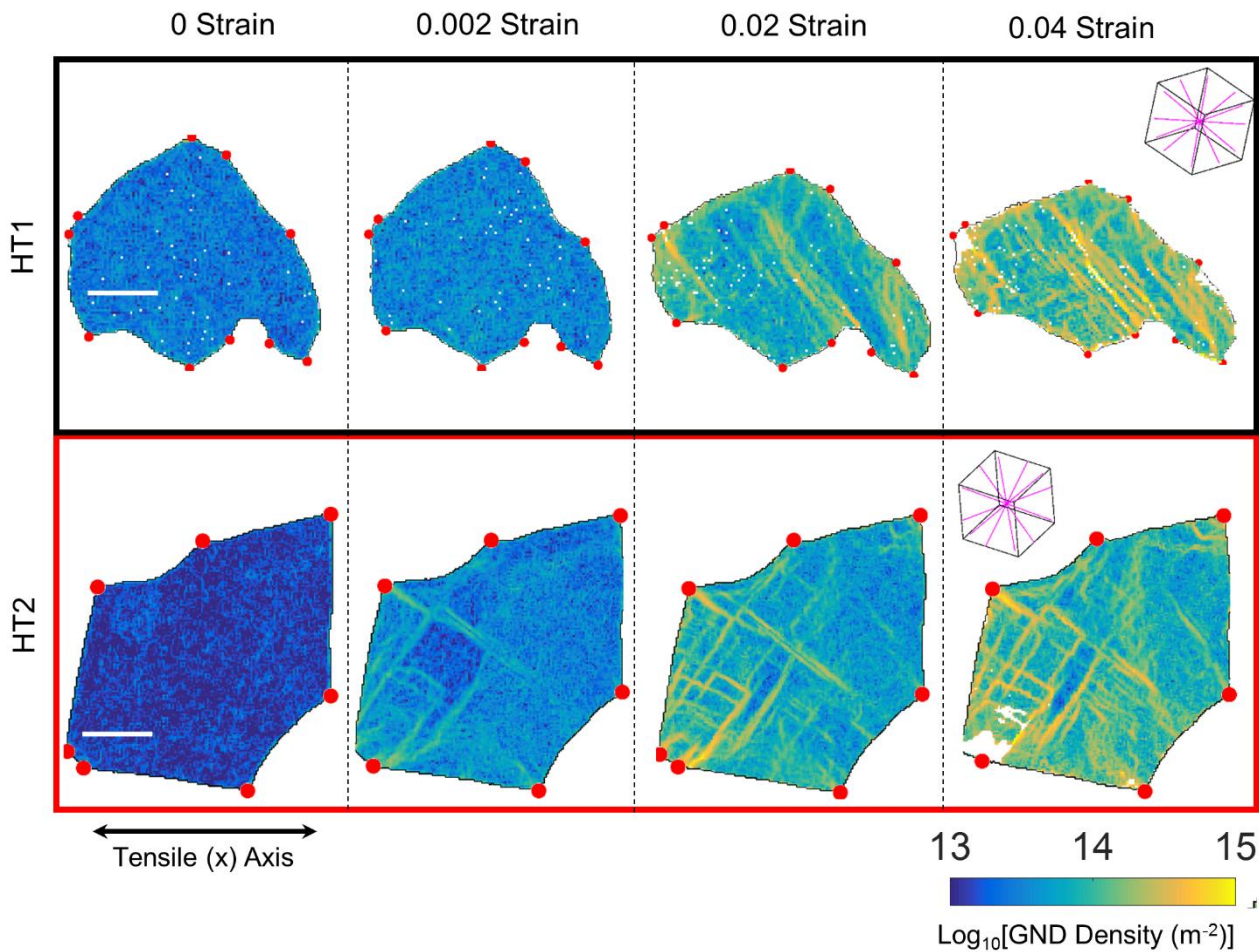 0 Strain 0.002 Strain 0.02 Strain 0.04 Strain
HT1
HT2
Tensile (x) Axis
13 14 15
Log₁₀[GND Density (m⁻²)]